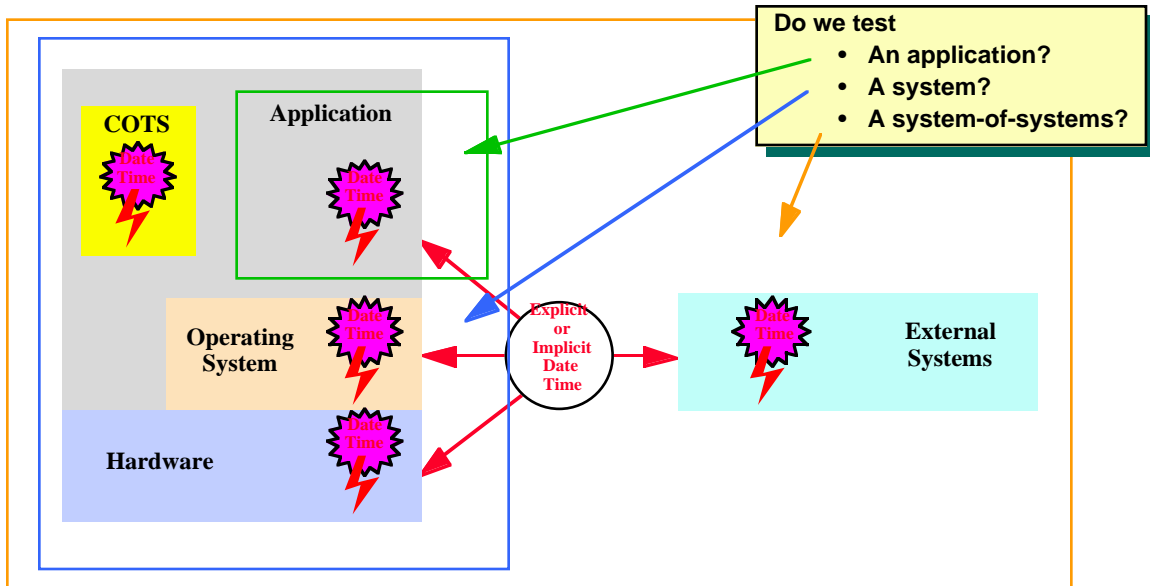 Do we test
• An application?
• A system?
• A system-of-systems?
COTS
Date
Time
Application
Date
Time
Operating
System
Date
Time
Explicit
or
Implicit
Date
Time
Date
Time
External
Systems
Hardware
Date
Time